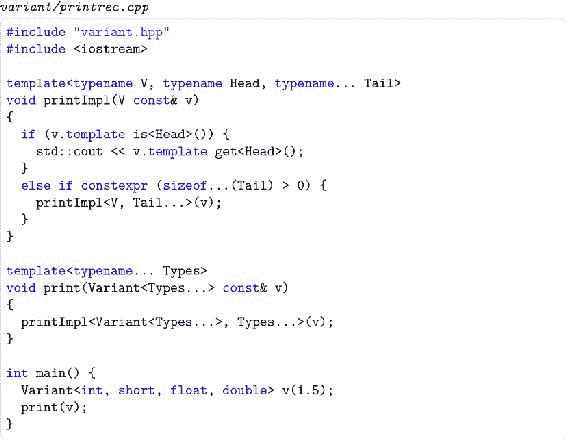 variant/printrec.cpp
#include "variant.hpp"
#include <iostream>
template<typename V, typename Head, typename... Tail>
void printImpl(V const& v)
{
  if (v.template is<Head>()) {
    std::cout << v.template get<Head>();
  }
  else if constexpr (sizeof...(Tail) > 0) {
    printImpl<V, Tail...>(v);
  }
}
template<typename... Types>
void print(Variant<Types...> const& v)
{
  printImpl<Variant<Types...>, Types...>(v);
}
int main() {
  Variant<int, short, float, double> v(1.5);
  print(v);
}